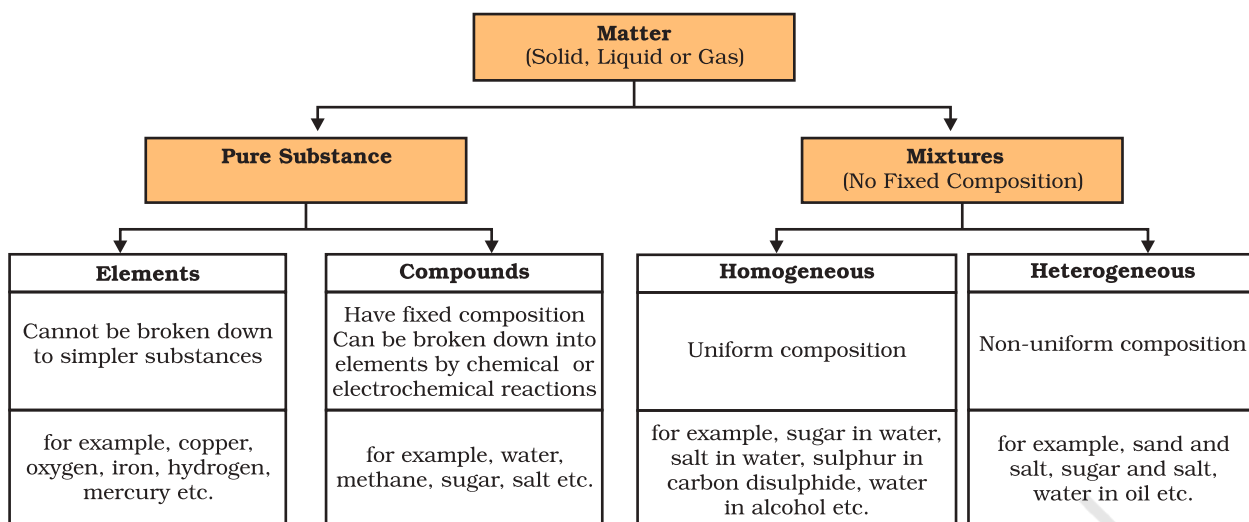 Matter
(Solid, Liquid or Gas)
Pure Substance
Mixtures
(No Fixed Composition)
Elements
Cannot be broken down
to simpler substances
for example, copper,
oxygen, iron, hydrogen,
mercury etc.
Compounds
Have fixed composition
Can be broken down into
elements by chemical or
electrochemical reactions
for example, water,
methane, sugar, salt etc.
Homogeneous
Uniform composition
for example, sugar in water,
salt in water, sulphur in
carbon disulphide, water
in alcohol etc.
Heterogeneous
Non-uniform composition
for example, sand and
salt, sugar and salt,
water in oil etc.